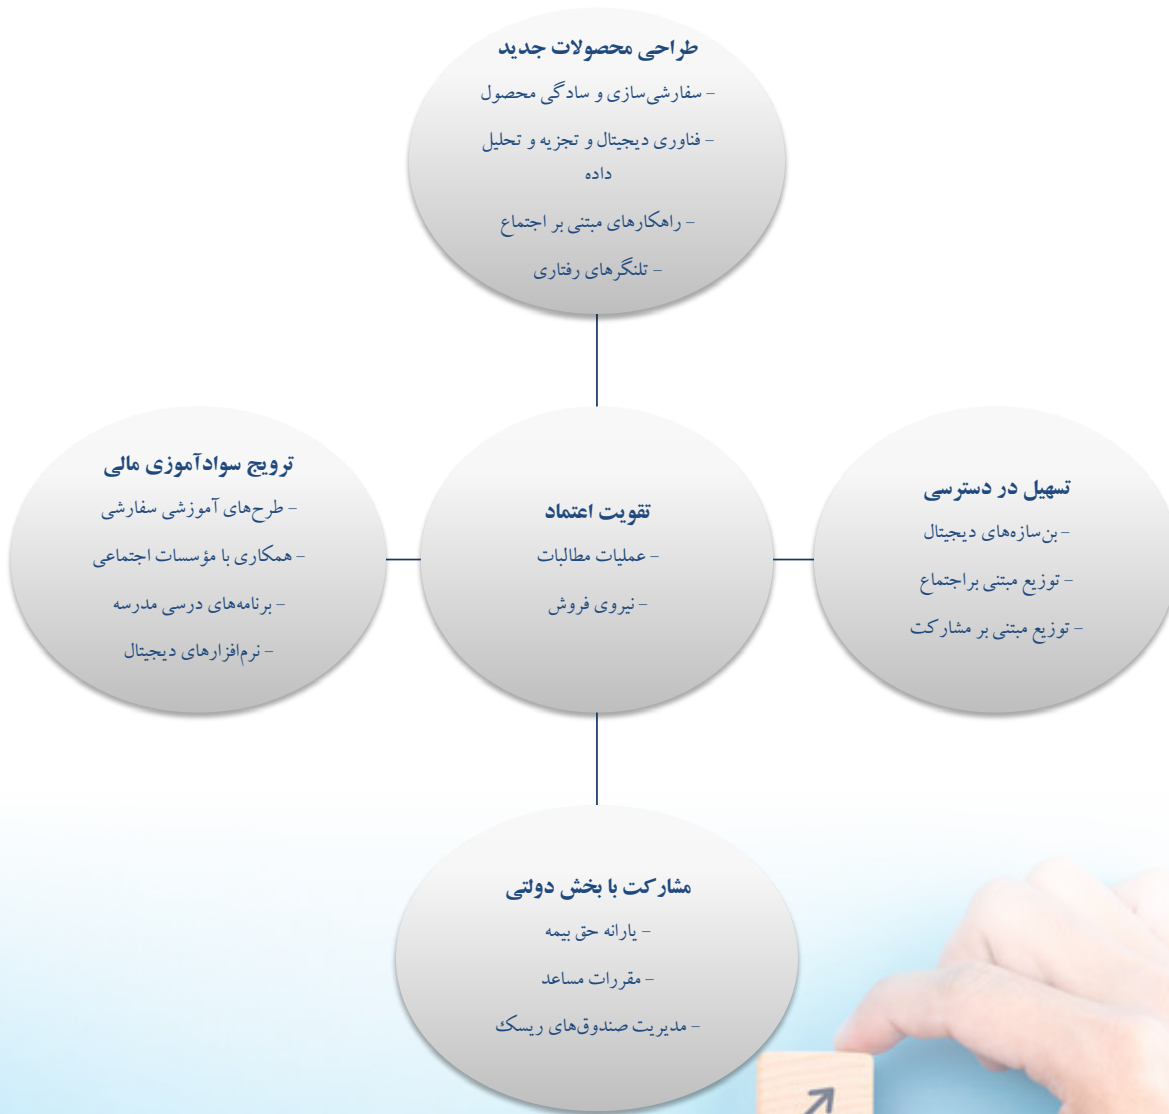 طراحی محصولات جدید
- سفارشی‌سازی و سادگی محصول
- فناوری دیجیتال و تجزیه و تحلیل
داده
- راهکارهای مبتنی بر اجتماع
- تلنگرهای رفتاری
تسهیل در دسترسی
- بن‌سازه‌های دیجیتال
- توزیع مبتنی براجتماع
- توزیع مبتنی بر مشارکت
تقویت اعتماد
- عملیات مطالبات
- نیروی فروش
ترویج سوادآموزی مالی
- طرح‌های آموزشی سفارشی
- همکاری با مؤسسات اجتماعی
- برنامه‌های درسی مدرسه
- نرم‌افزارهای دیجیتال
مشارکت با بخش دولتی
- یارانه حق بیمه
- مقررات مساعد
- مدیریت صندوق‌های ریسک